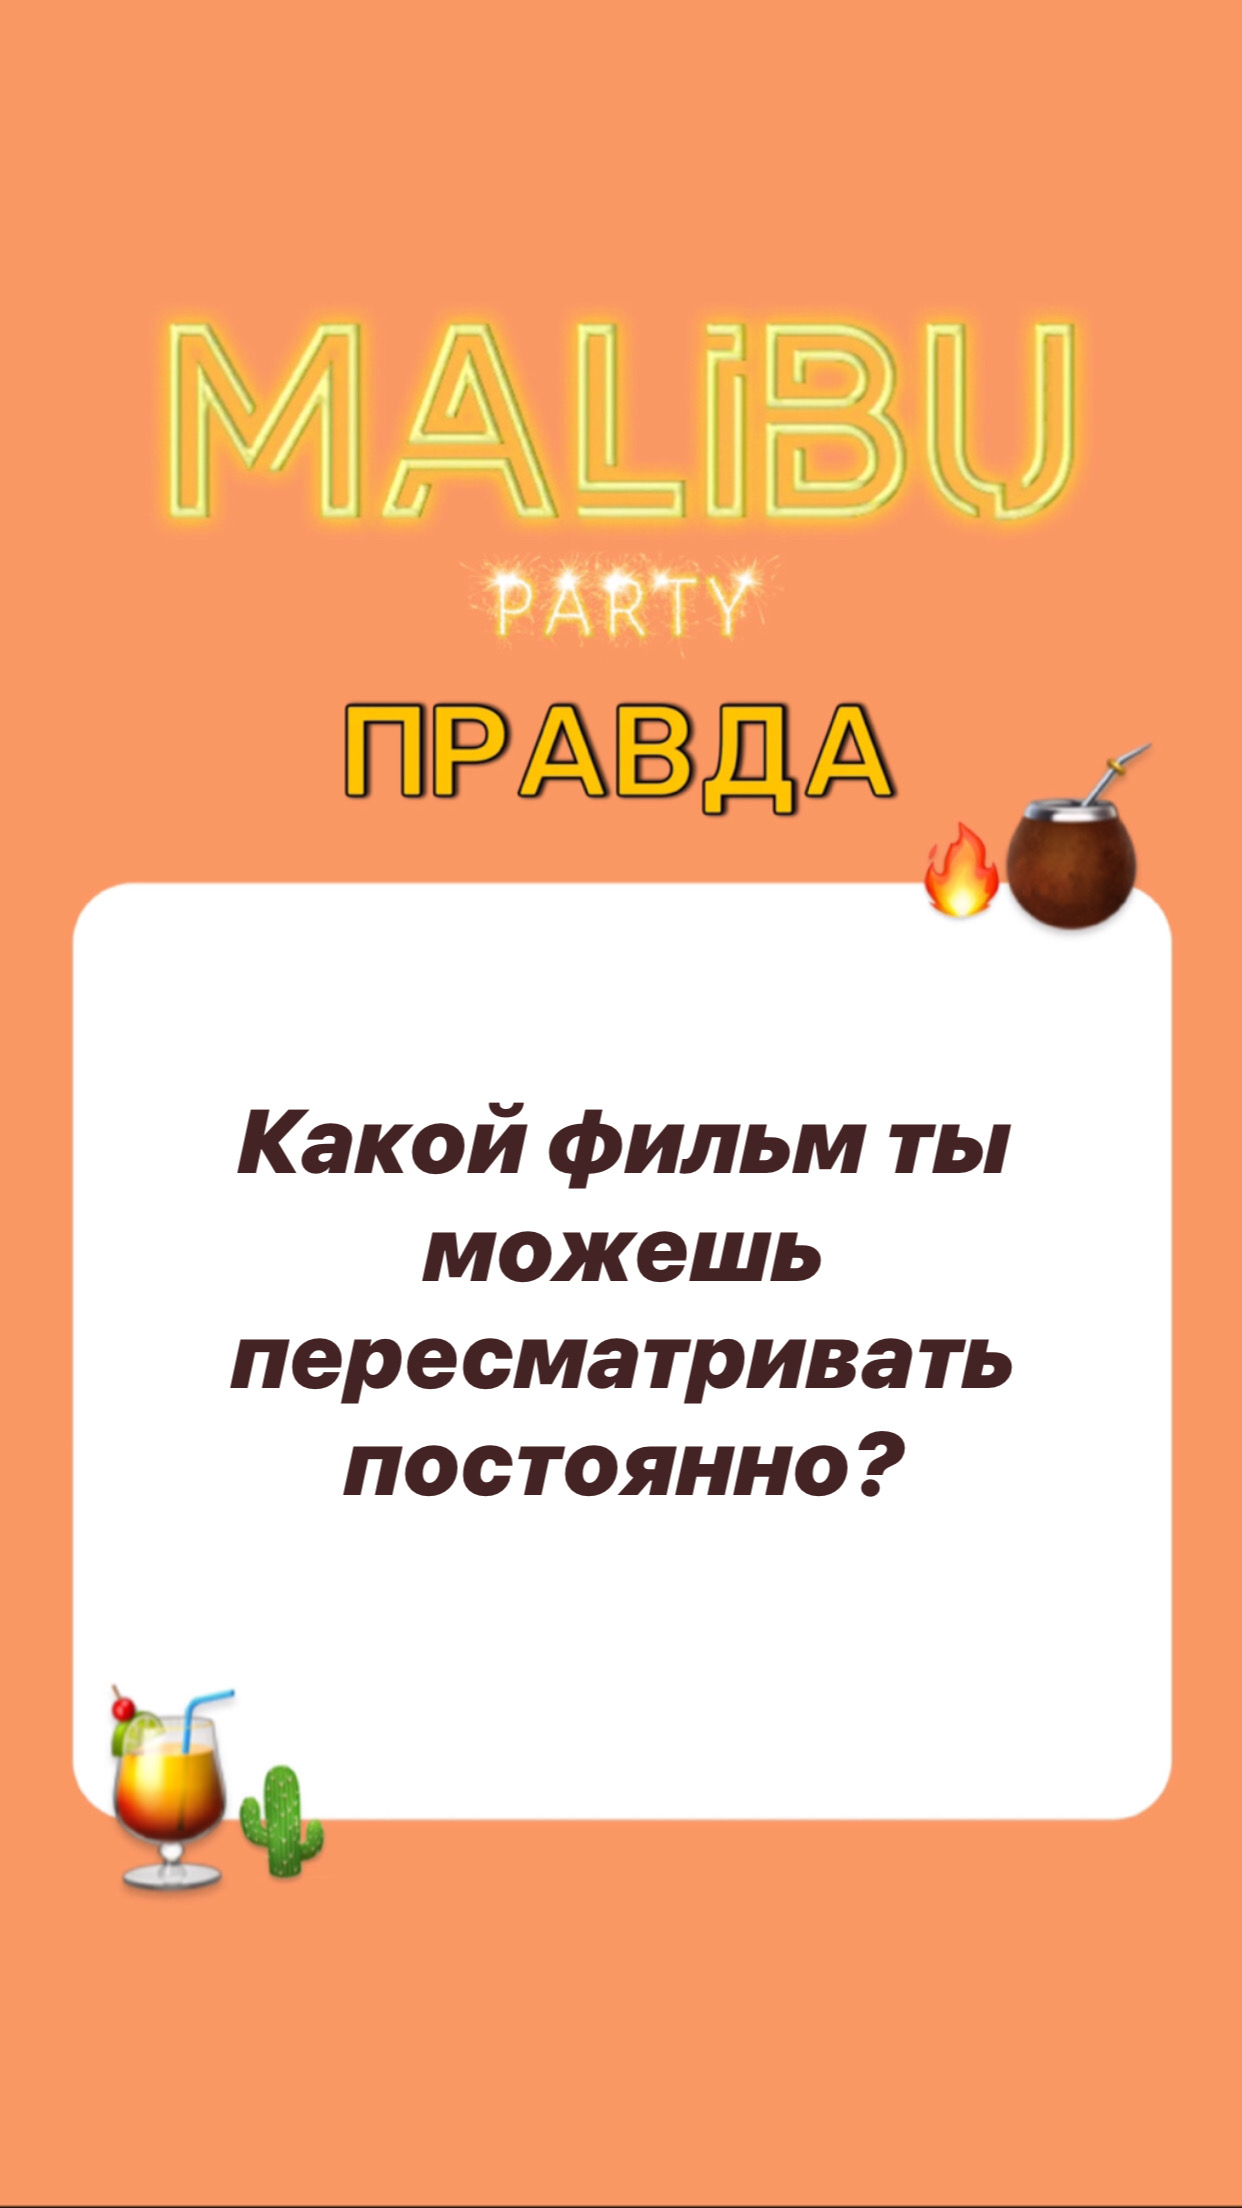 MALiBU
PARTY
ПРАВДА
Какой фильм ты
можешь
пересматривать
постоянно?